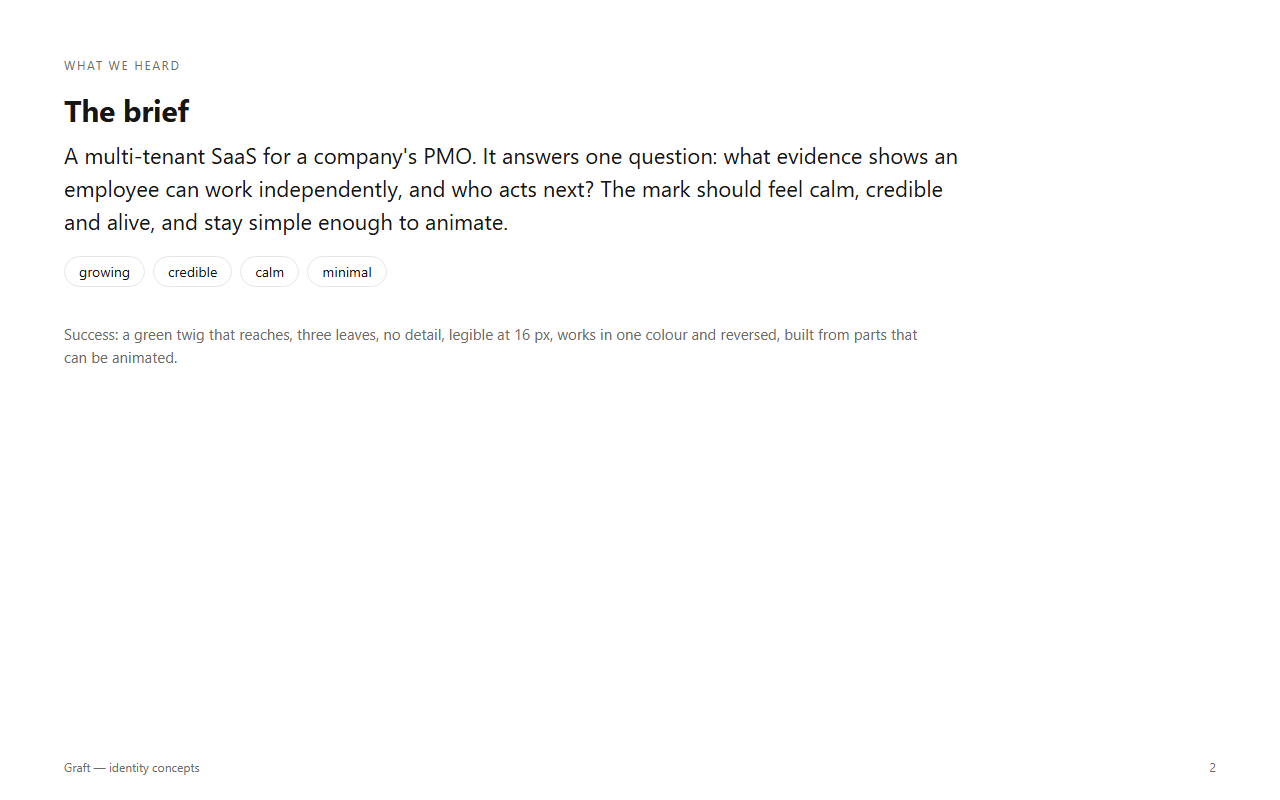 WHAT WE HEARD
The brief
A multi-tenant SaaS for a company's PMO. It answers one question: what evidence shows an
employee can work independently, and who acts next? The mark should feel calm, credible
and alive, and stay simple enough to animate.
growing credible calm minimal
Success: a green twig that reaches, three leaves, no detail, legible at 16 px, works in one colour and reversed, built from parts that
can be animated.
Graft — identity concepts 2